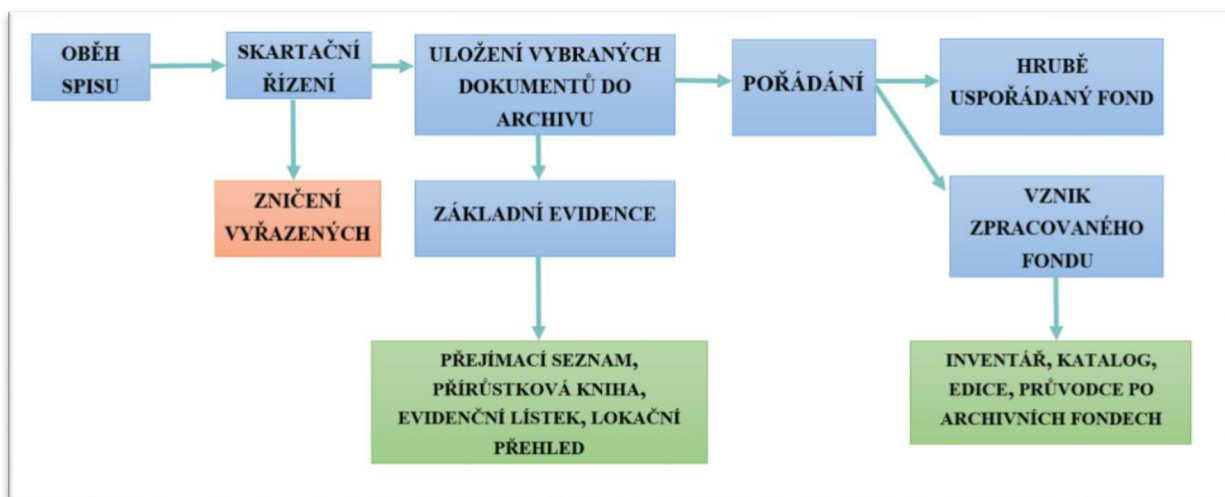 OBĚH
SPISU
SKARTAČNÍ
ŘÍZENÍ
ULOŽENÍ VYBRANÝCH
DOKUMENTŮ DO
ARCHIVU
POŘÁDÁNÍ
HRUBĚ
USPOŘÁDANÝ FOND
ZNIČENÍ
VYŘAZENÝCH
ZÁKLADNÍ EVIDENCE
VZNIK
ZPRACOVANÉHO
FONDU
PŘEJÍMACÍ SEZNAM,
PŘÍRŮSTKOVÁ KNIHA,
EVIDENČNÍ LÍSTEK, LOKAČNÍ
PŘEHLED
INVENTÁŘ, KATALOG,
EDICE, PRŮVODCE PO
ARCHIVNÍCH FONDECH